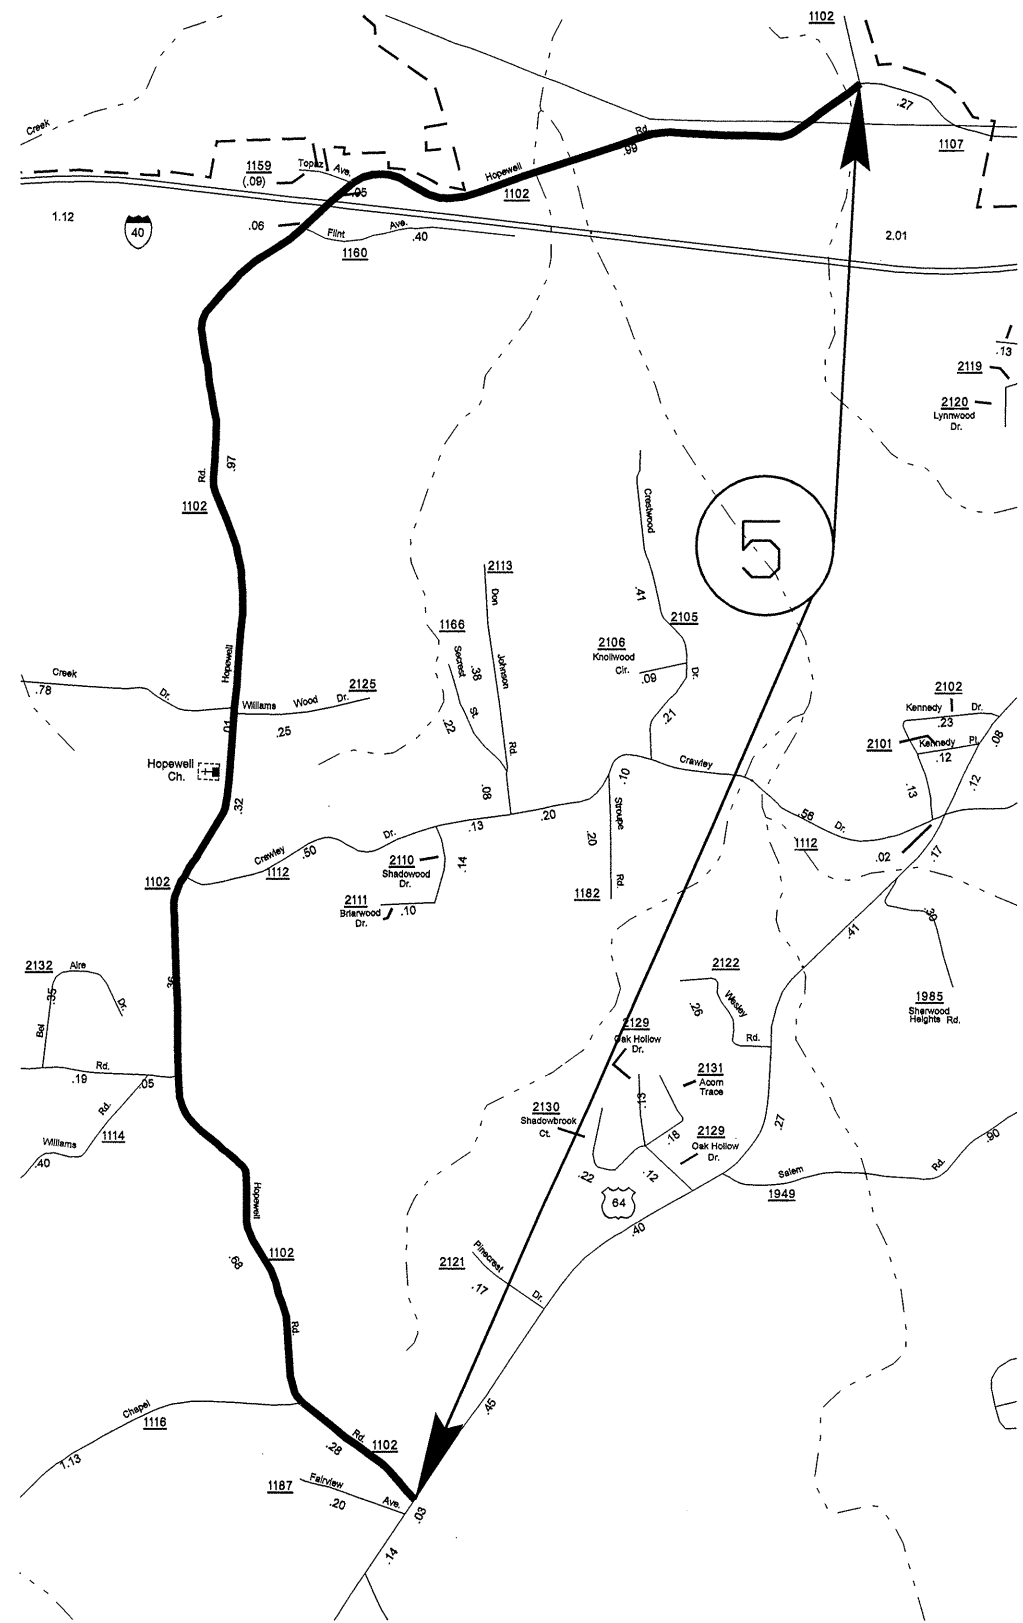 1102
Creek
.27
1107
Rd.
.99
1159
(.09)
Topaz
Ave.
.05
Hopewell
1102
1.12
40
.06
Flint
Ave.
.40
1160
2.01
.13
2119
2120
Lynnwood
Dr.
Rd.
.97
1102
Crestwood
5
2113
Don
.41
2105
1166
2106
Knollwood
Cir.
.09
Dr.
Secrest
.38
Johnson
St.
.22
.21
Hopewell
Creek
.78
Dr.
Williams
Wood
Dr.
2125
.01
.25
Rd.
2102
Kennedy
Dr.
.23
2101
Kennedy
Pl.
.12
.08
Hopewell
Ch.
Crawley
.10
.08
.12
.13
.32
Stroupe
.58
Dr.
.20
.13
Dr.
.50
Crawley
1112
.20
1112
.02
.17
2110
Shadowood
Dr.
.14
1102
2111
Briarwood
Dr.
.10
1182
Rd.
.39
.41
2132
Aire
.35
Dr.
.36
Bel
2122
Wesley
.26
1985
Sherwood
Heights Rd.
2129
Oak Hollow
Dr.
Rd.
Rd.
.19
.05
2131
Acorn
Trace
.13
Rd.
1114
Williams
.40
2130
Shadowbrook
Ct.
.18
2129
Oak Hollow
Dr.
.27
.90
.22
.12
Salem
Rd.
1949
64
Hopewell
.40
.68
1102
2121
Pinecrest
.17
Dr.
Rd.
.45
Chapel
1116
1.13
Rd.
.28
1102
1187
Fairview
.20
Ave.
.03
.14